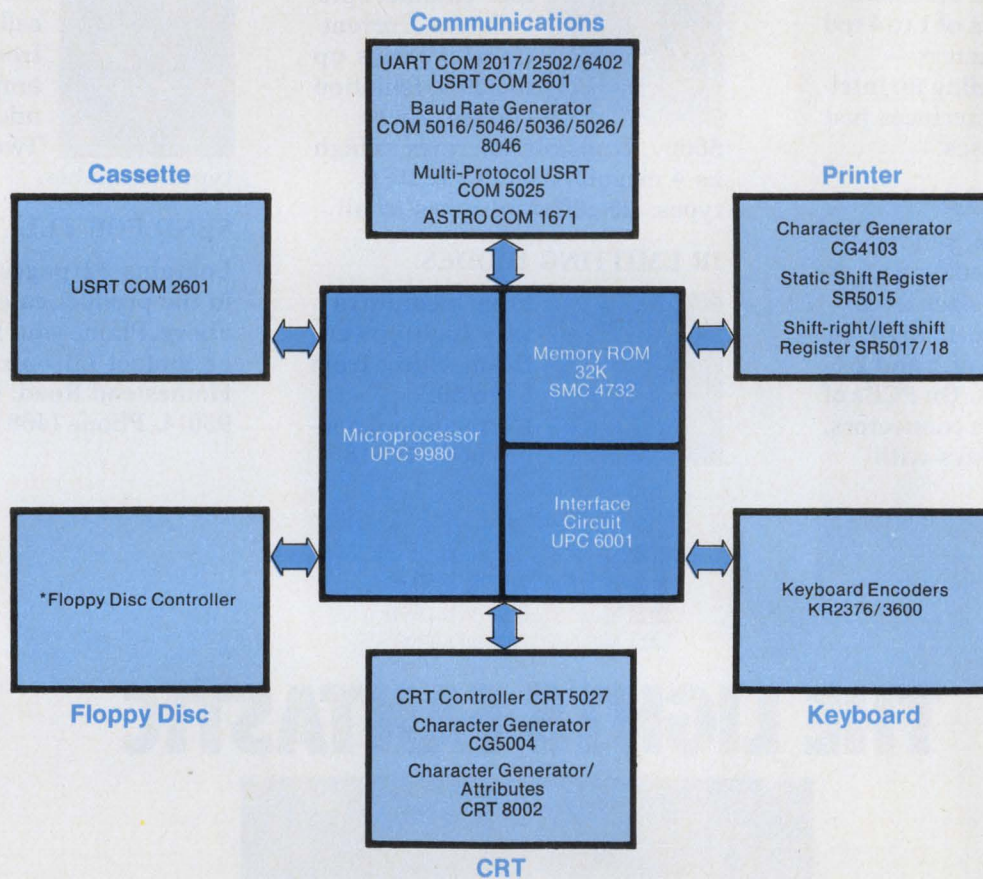 Communications
UART COM 2017/2502/6402
USRT COM 2601
Baud Rate Generator
COM 5016/5046/5036/5026/
8046
Multi-Protocol USRT
COM 5025
ASTRO COM 1671
Cassette
USRT COM 2601
Printer
Character Generator
CG4103
Static Shift Register
SR5015
Shift-right/left shift
Register SR5017/18
Microprocessor
UPC 9980
Memory ROM
32K
SMC 4732
Interface
Circuit
UPC 6001
*Floppy Disc Controller
Floppy Disc
Keyboard Encoders
KR2376/3600
Keyboard
CRT Controller CRT5027
Character Generator
CG5004
Character Generator/
Attributes
CRT 8002
CRT